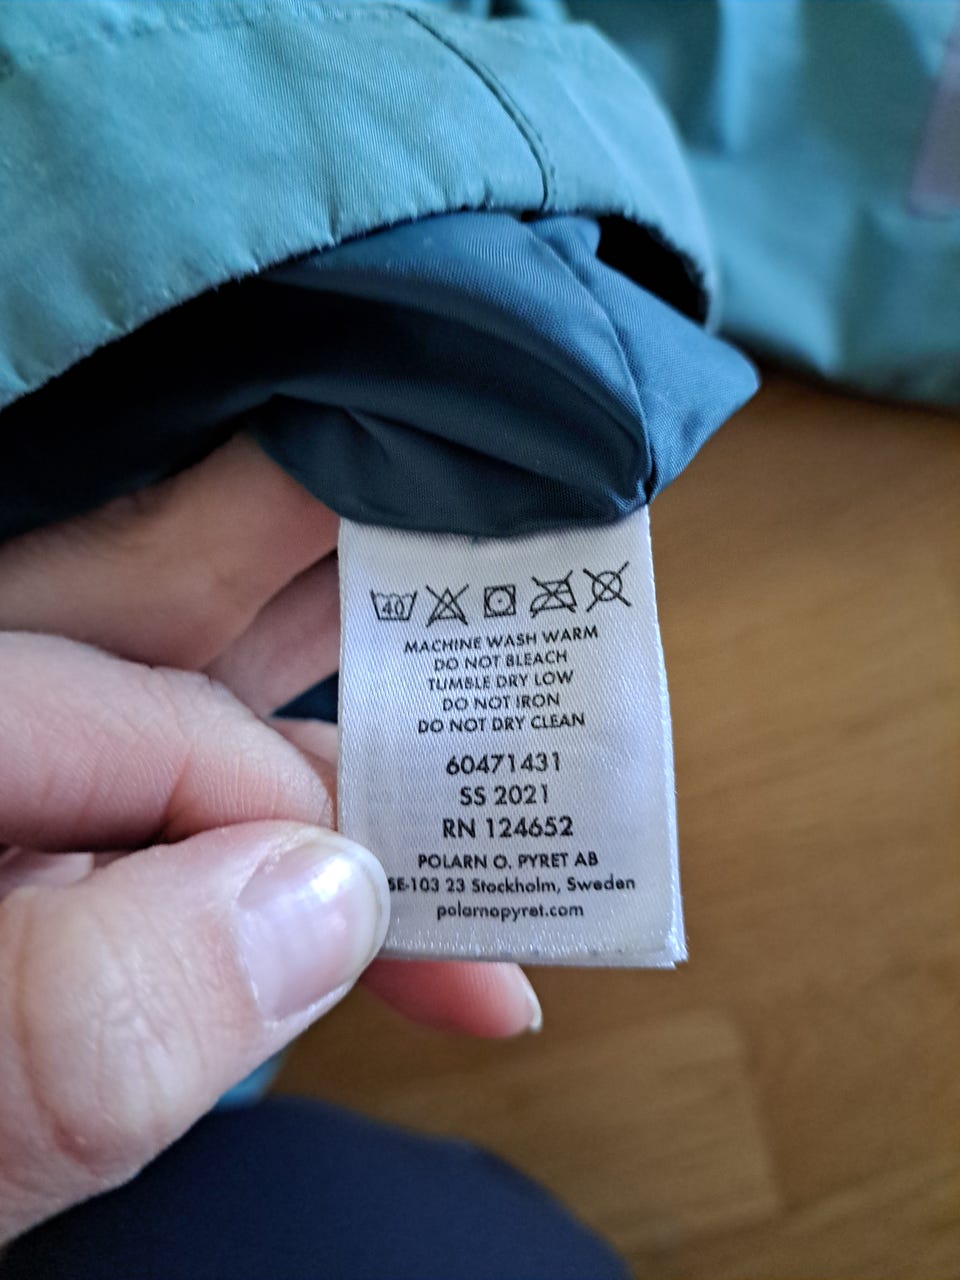 40
MACHINE WASH WARM
DO NOT BLEACH
TUMBLE DRY LOW
DO NOT IRON
DO NOT DRY CLEAN
60471431
SS 2021
RN 124652
POLARN O. PYRET AB
SE-103 23 Stockholm, Sweden
polarnopyret.com